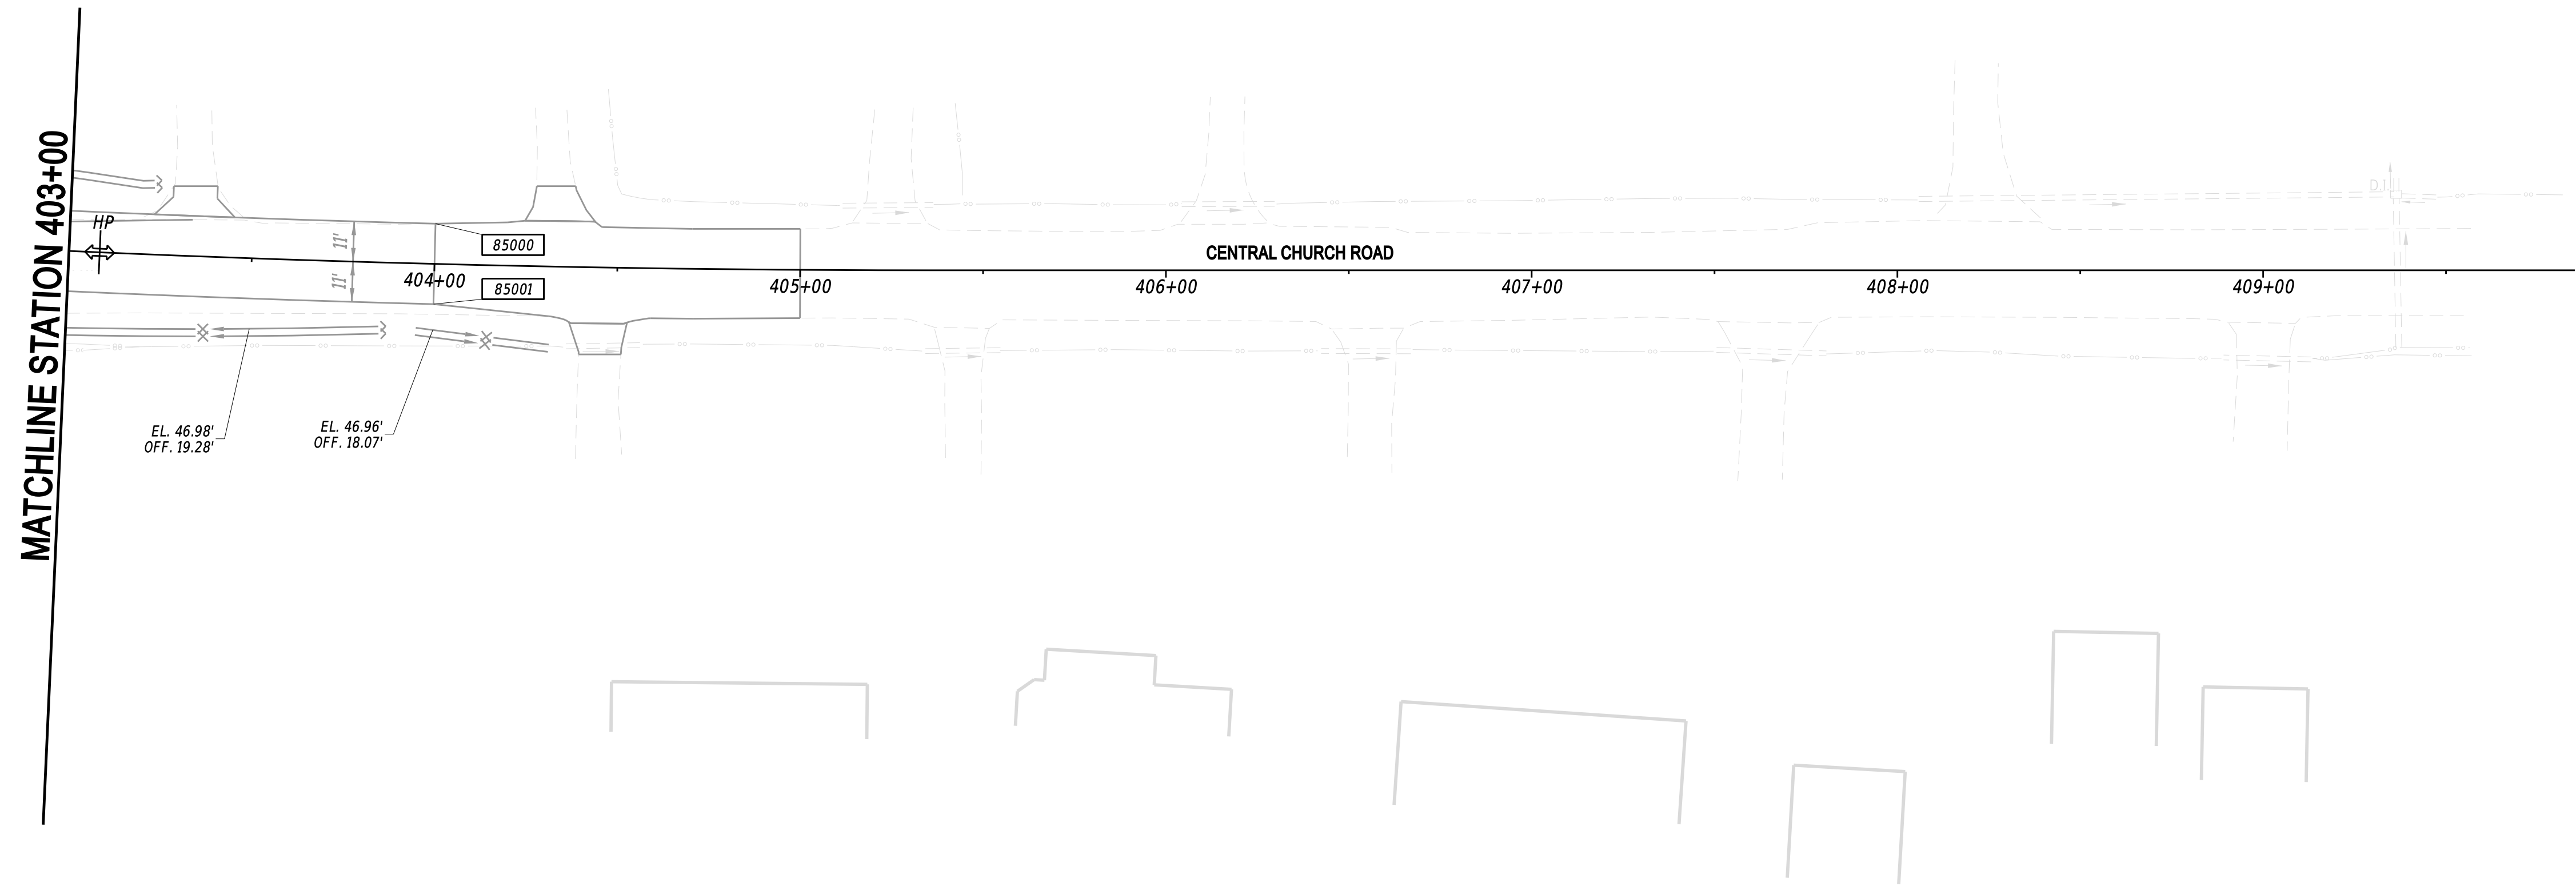 MATCHLINE STATION 403+00
HP
11'
11'
85000
85001
404+00
405+00
CENTRAL CHURCH ROAD
406+00
407+00
408+00
409+00
D.I.
EL. 46.98'
OFF. 19.28'
EL. 46.96'
OFF. 18.07'